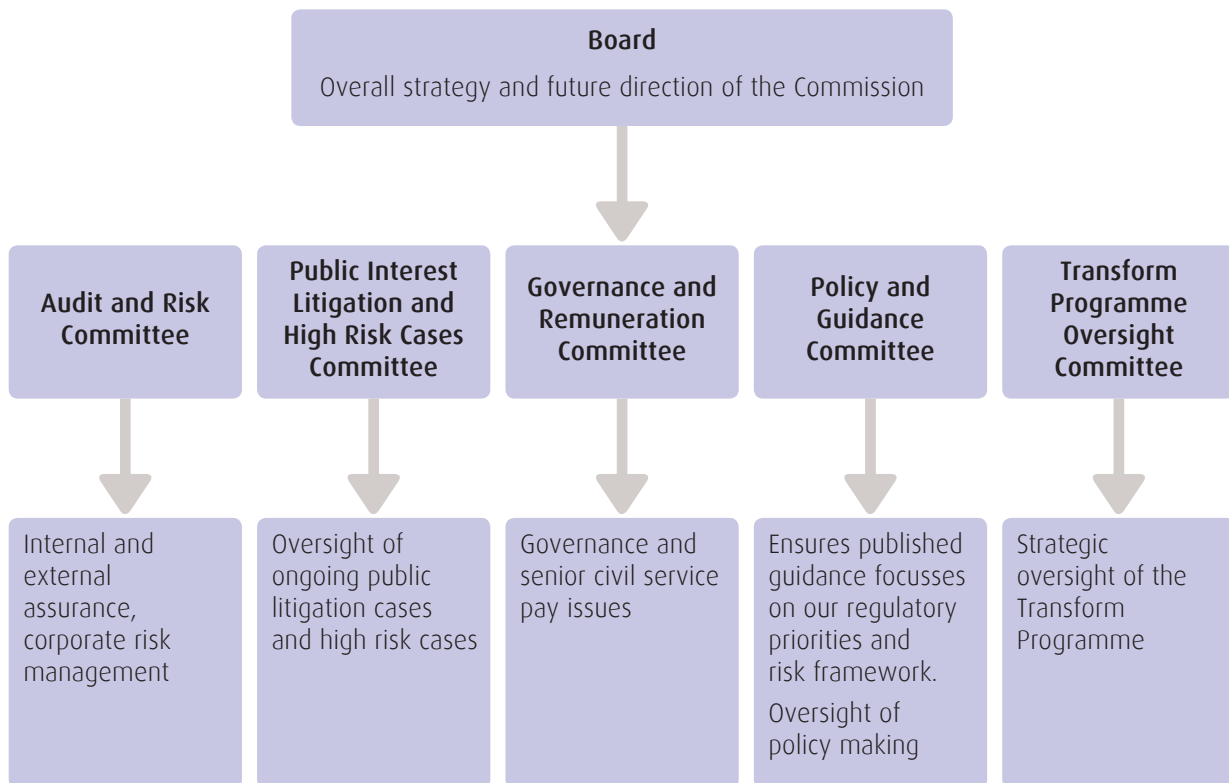 Board
Overall strategy and future direction of the Commission
Audit and Risk
Committee
Public Interest
Litigation and
High Risk Cases
Committee
Governance and
Remuneration
Committee
Policy and
Guidance
Committee
Transform
Programme
Oversight
Committee
Internal and
external
assurance,
corporate risk
management
Oversight of
ongoing public
litigation cases
and high risk cases
Governance and
senior civil service
pay issues
Ensures published
guidance focusses
on our regulatory
priorities and
risk framework.
Oversight of
policy making
Strategic
oversight of the
Transform
Programme